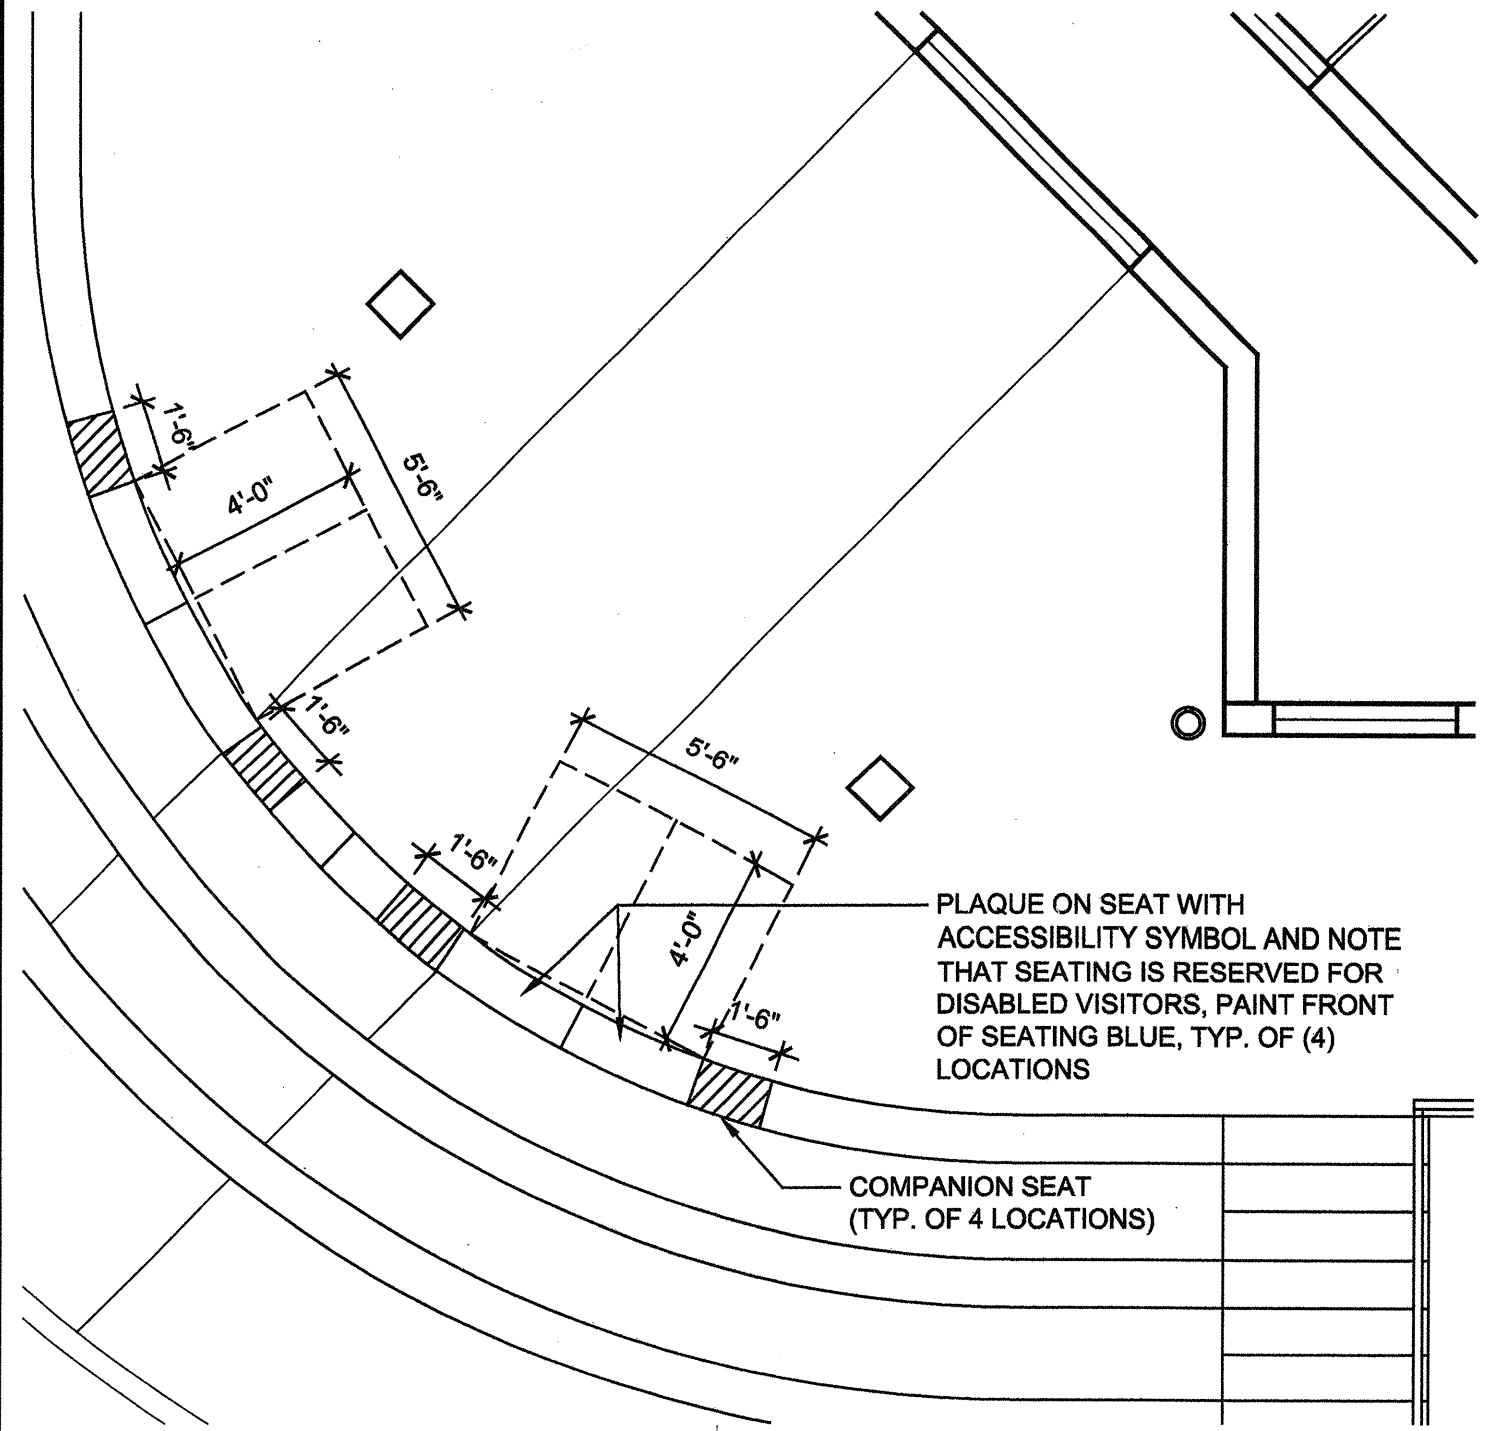 1'-6"
5'-6"
4'-0"
1'-6"
5'-6"
1'-6"
4'-0"
1'-6"
PLAQUE ON SEAT WITH
ACCESSIBILITY SYMBOL AND NOTE
THAT SEATING IS RESERVED FOR
DISABLED VISITORS, PAINT FRONT
OF SEATING BLUE, TYP. OF (4)
LOCATIONS
COMPANION SEAT
(TYP. OF 4 LOCATIONS)